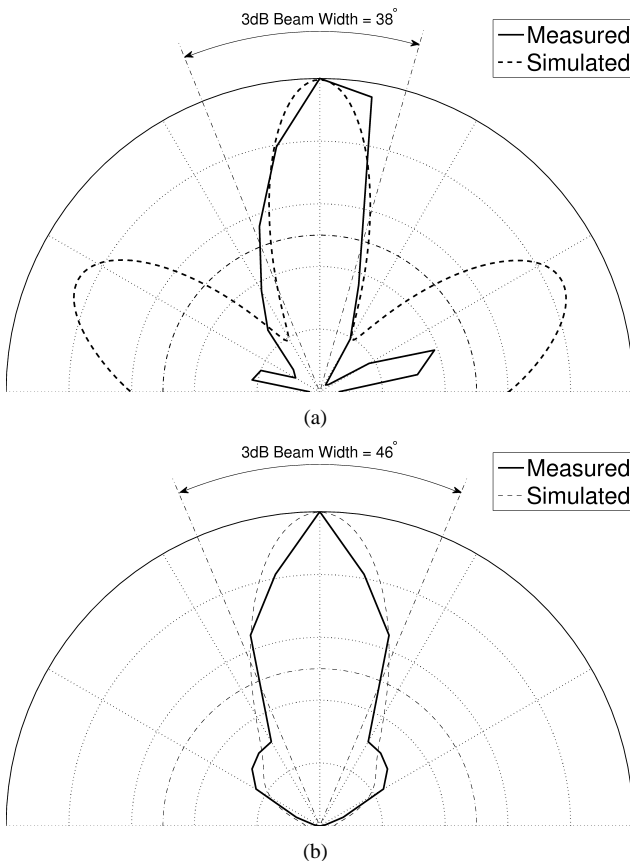 3dB Beam Width = 38°
Measured
Simulated
(a)
3dB Beam Width = 46°
Measured
Simulated
(b)